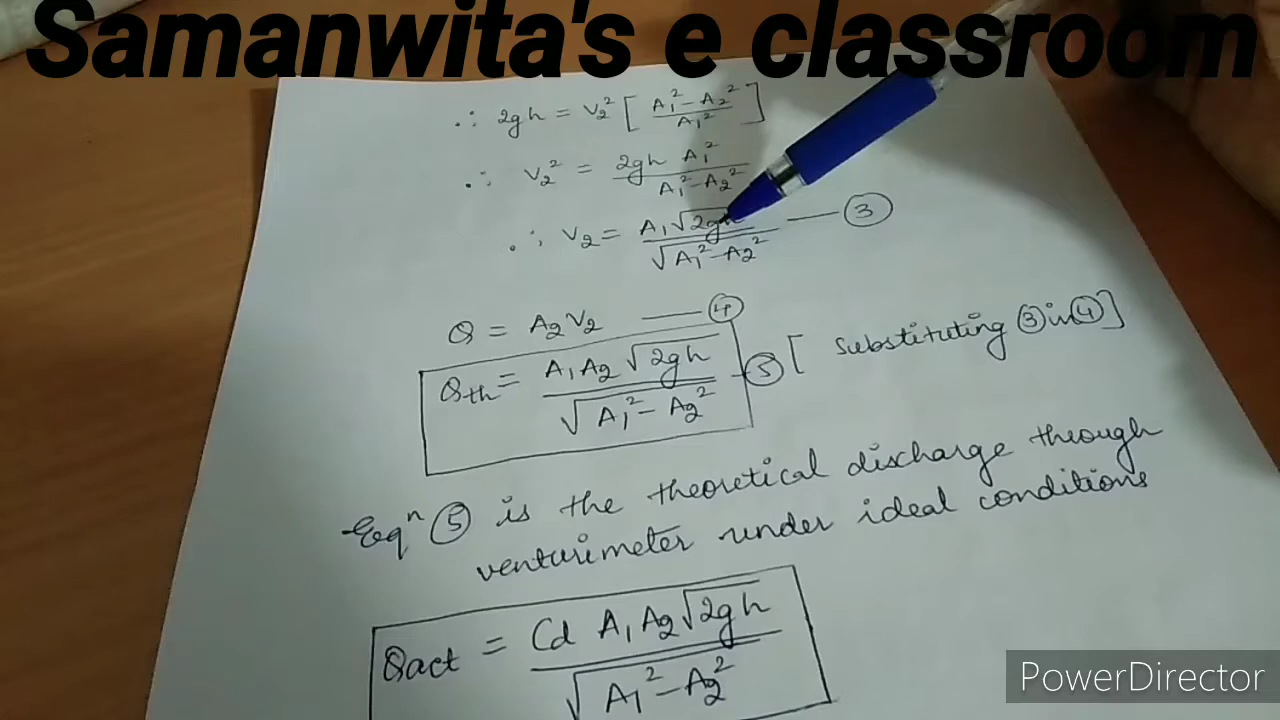 Samanwita's e classroom
∴ 2gh = V₂² [ (A₁² - A₂²) / A₁² ]
∴ V₂² = 2gh A₁² / (A₁² - A₂²)
∴ V₂ = A₁√2gh / √(A₁² - A₂²) — ③
Q = A₂V₂ — ④
Qth = A₁A₂√2gh / √(A₁² - A₂²) — ⑤ [ substituting ③ in ④ ]
Eqⁿ ⑤ is the theoretical discharge through
venturimeter under ideal conditions
Qact = Cd A₁A₂√2gh / √(A₁² - A₂²)
PowerDirector